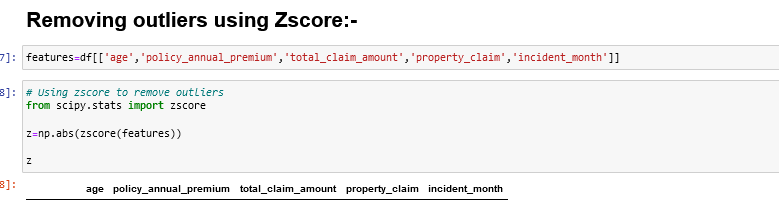 Removing outliers using Zscore:-
7]: features=df[['age','policy_annual_premium','total_claim_amount','property_claim','incident_month']]
8]: # Using zscore to remove outliers
from scipy.stats import zscore
z=np.abs(zscore(features))
z
8]: age policy_annual_premium total_claim_amount property_claim incident_month